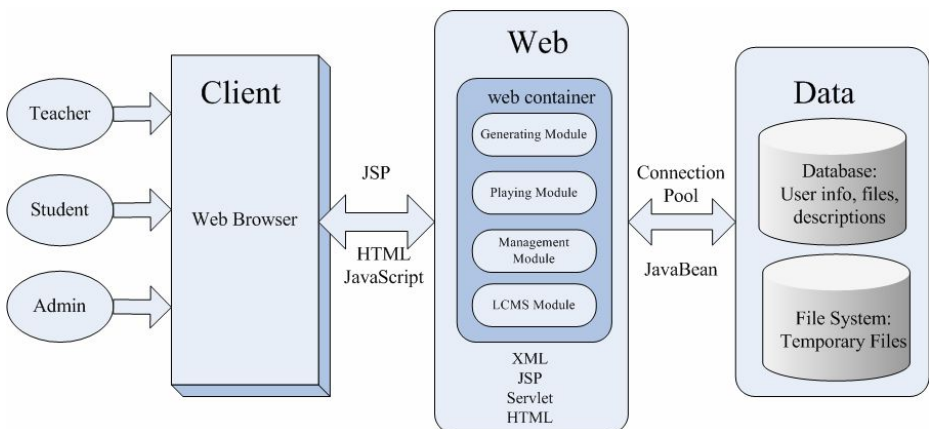 Teacher
Student
Admin
Client
Web Browser
JSP
HTML
JavaScript
Web
web container
Generating Module
Playing Module
Management
Module
LCMS Module
XML
JSP
Servlet
HTML
Connection
Pool
JavaBean
Data
Database:
User info, files,
descriptions
File System:
Temporary Files